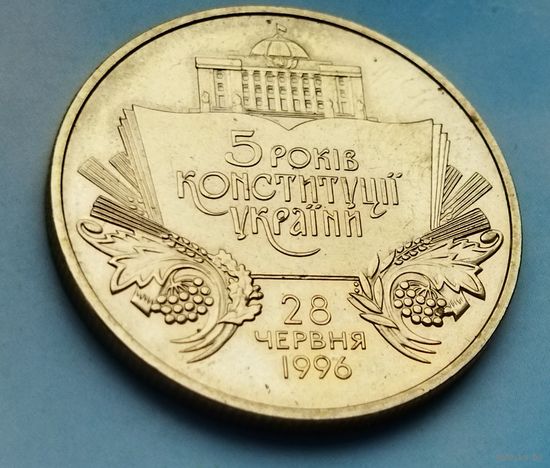 5 РОКІВ
КОНСТИТУЦІЇ
УКРАЇНИ
28
ЧЕРВНЯ
1996